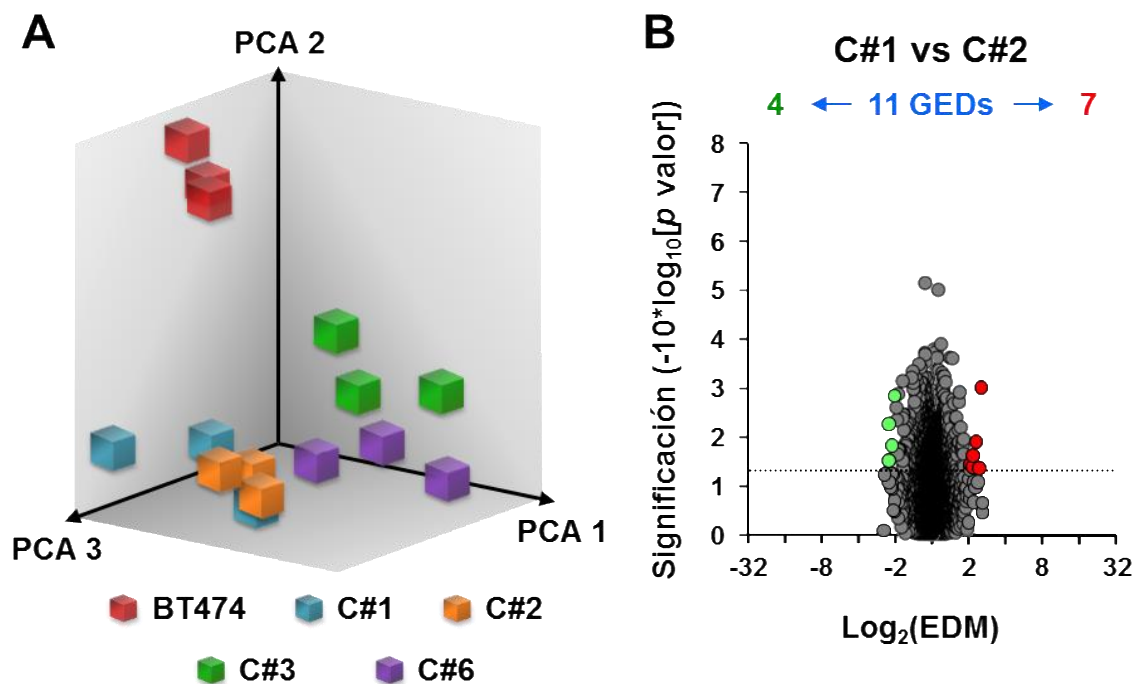 A
PCA 2
PCA 3
PCA 1
BT474
C#1
C#2
C#3
C#6
B
C#1 vs C#2
4 ← 11 GEDs → 7
Significación (-10*log10[p valor])
8
7
6
5
4
3
2
1
0
-32 -8 -2 2 8 32
Log2(EDM)